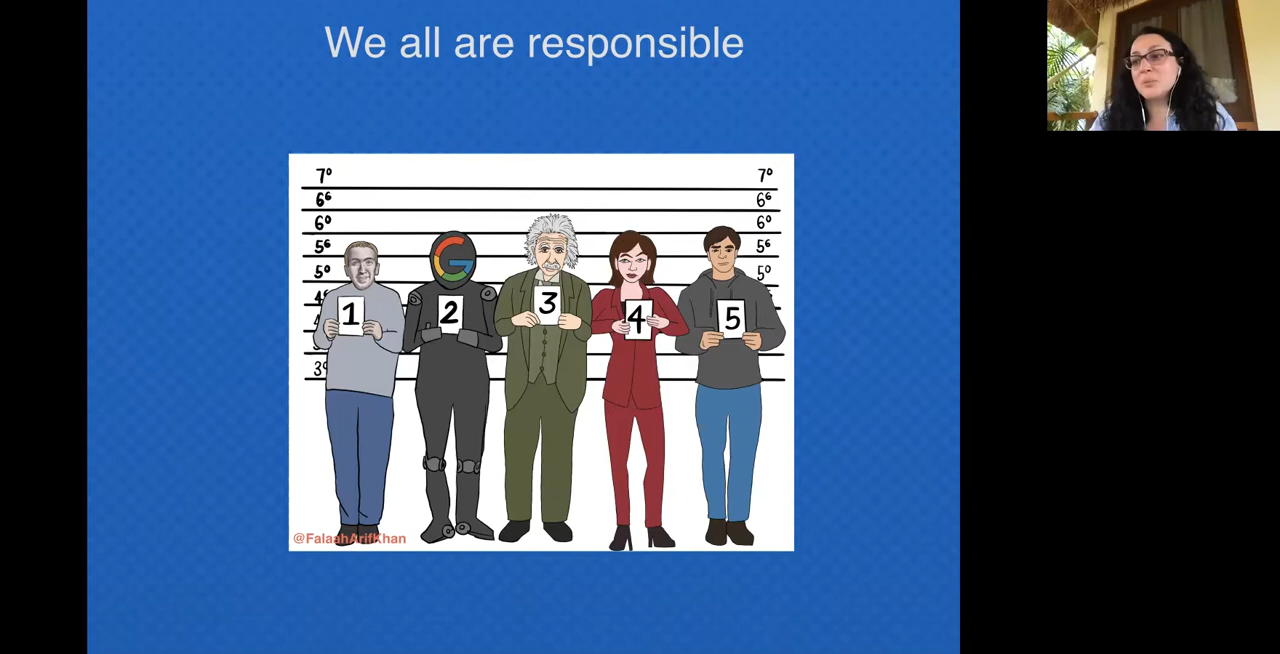 We all are responsible
7⁰ 7⁰
6⁶ 6⁶
6⁰ 6⁰
5⁶ 5⁶
5⁰ 5⁰
4
3
1 2 3 4 5
@FalaahArifKhan